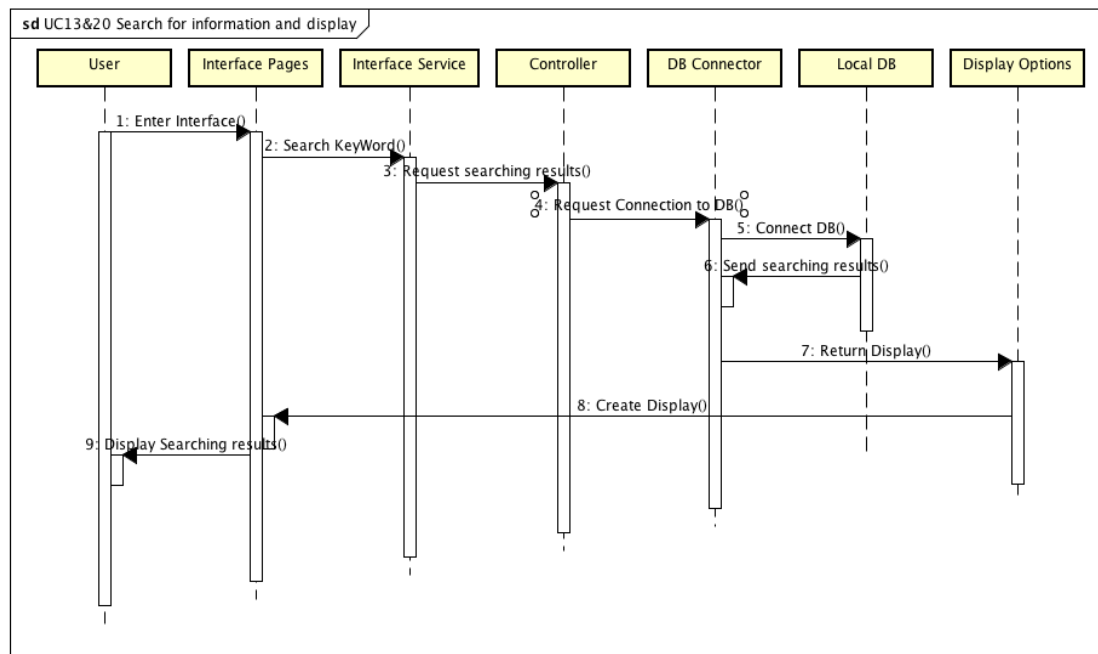 sd UC13&20 Search for information and display
User
Interface Pages
Interface Service
Controller
DB Connector
Local DB
Display Options
1: Enter Interface()
2: Search KeyWord()
3: Request searching results()
4: Request Connection to DB()
5: Connect DB()
6: Send searching results()
7: Return Display()
8: Create Display()
9: Display Searching results()